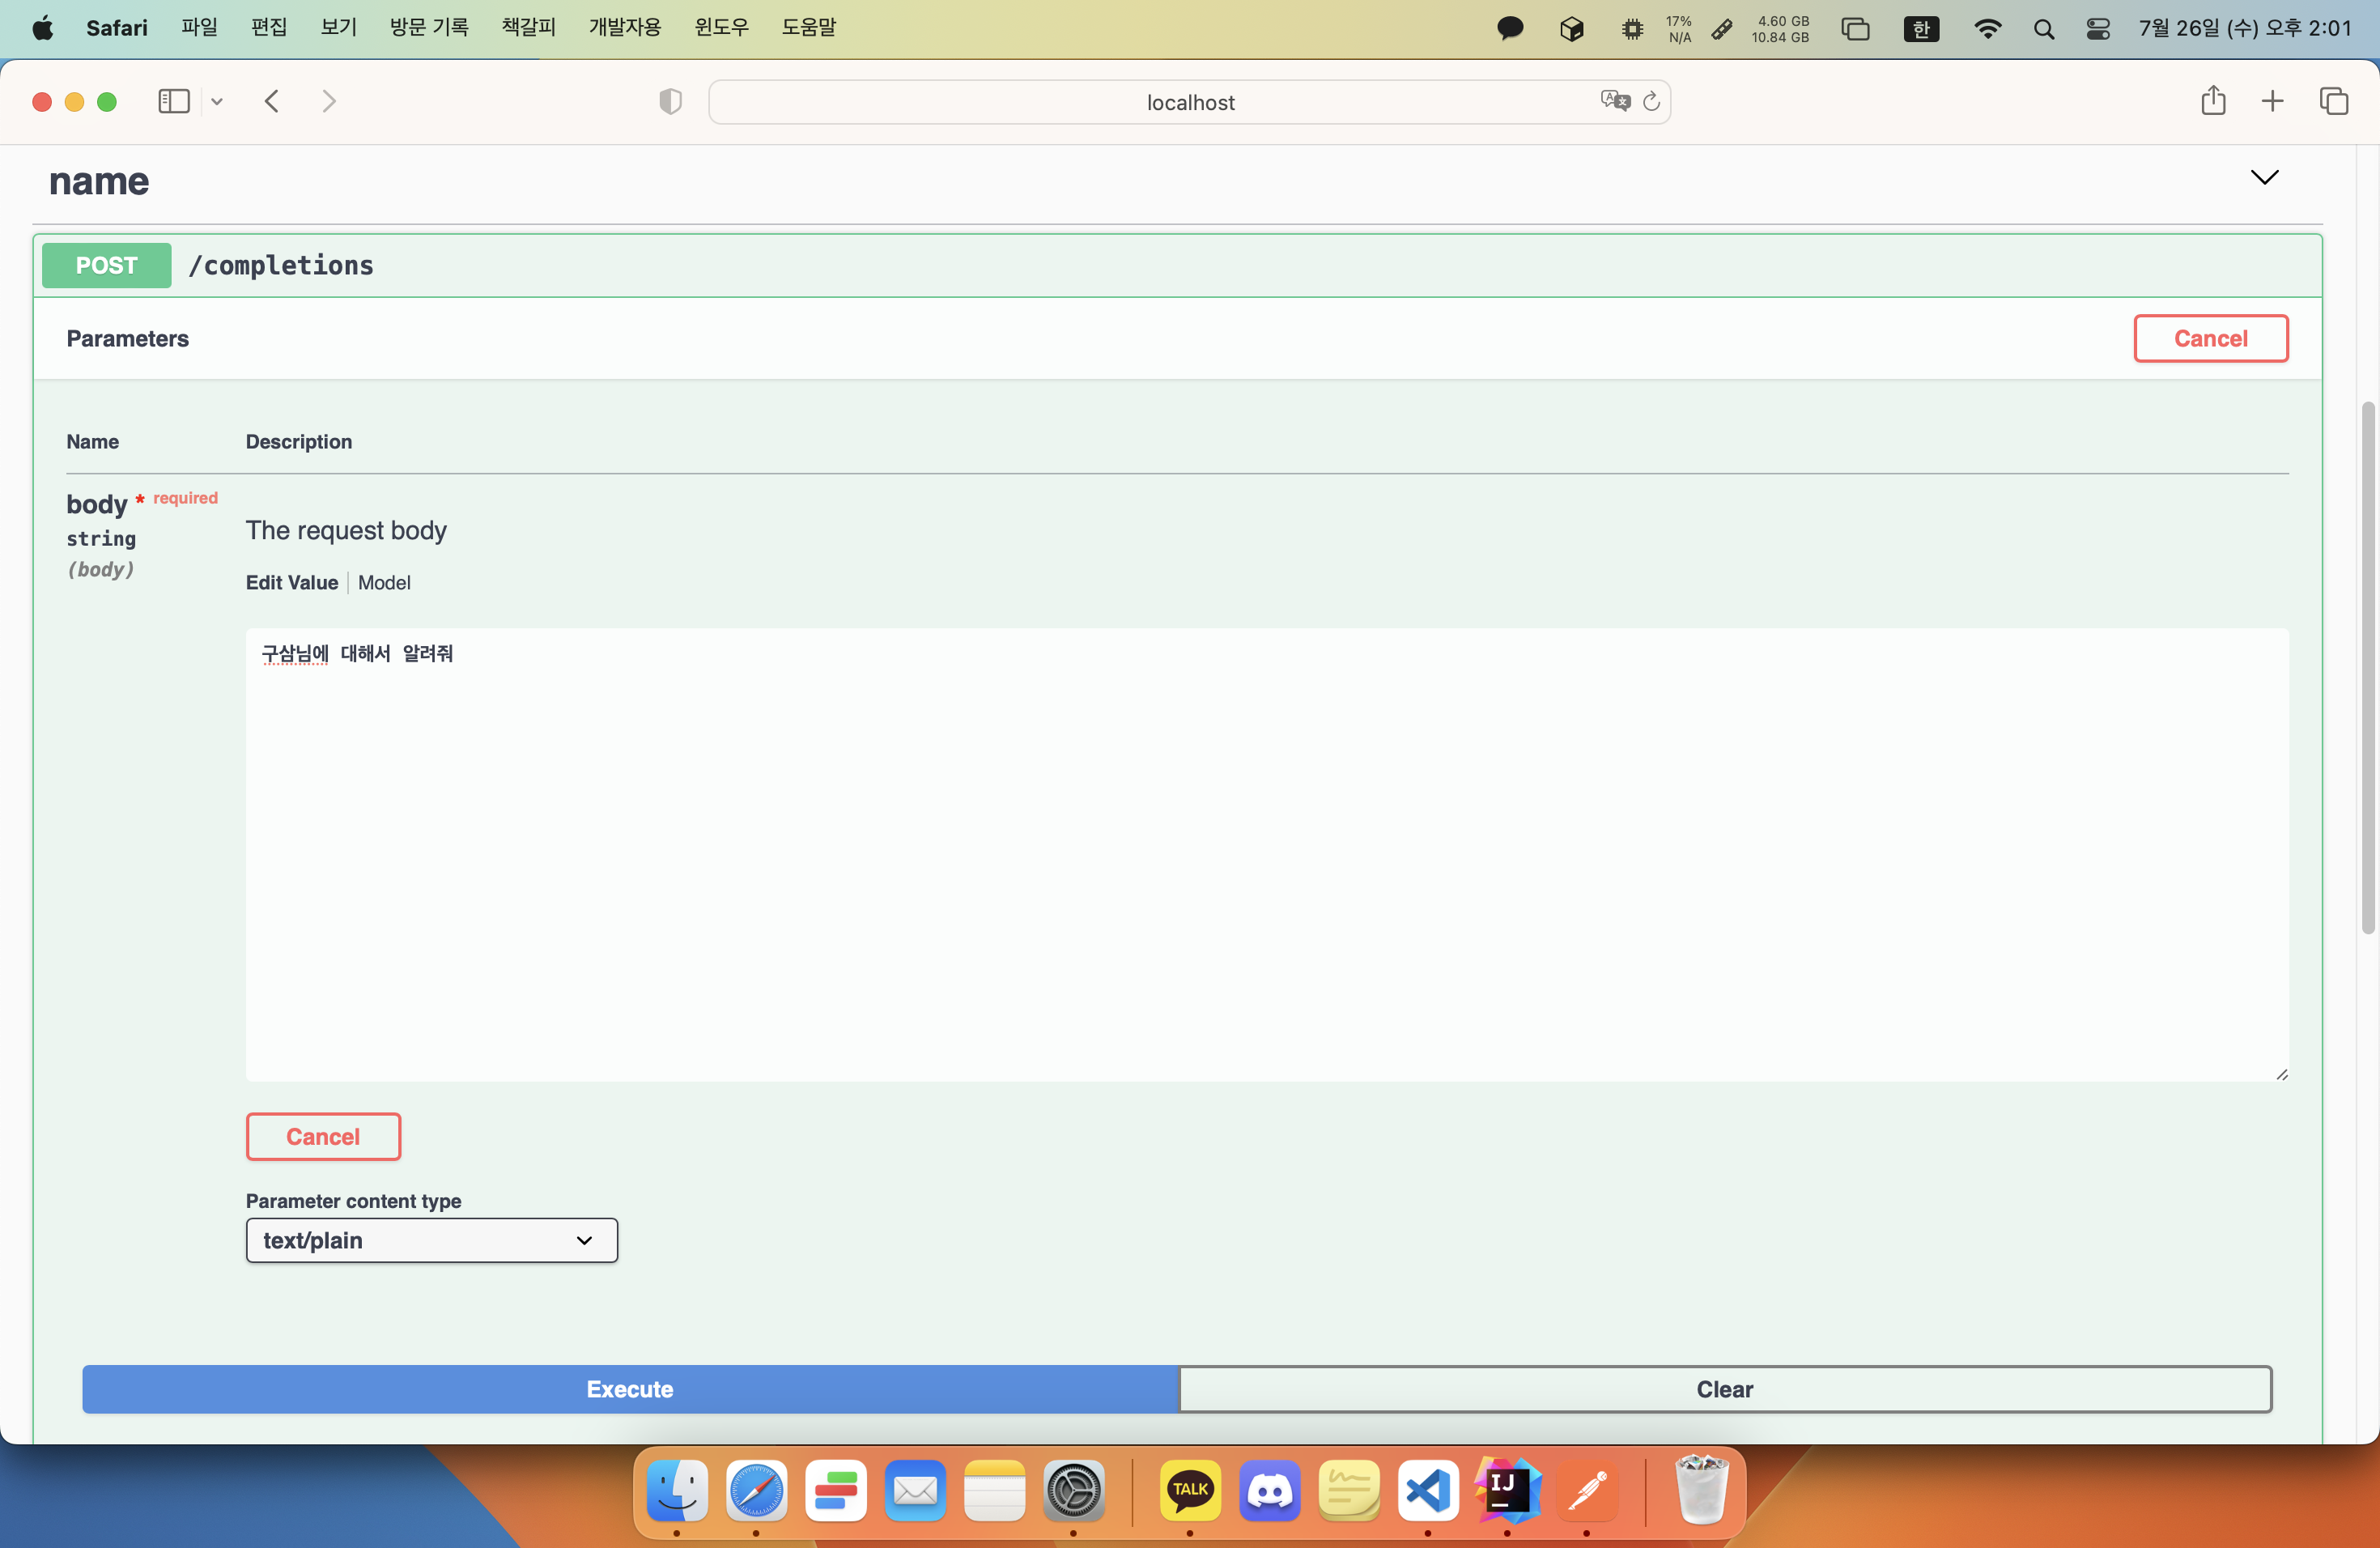 Safari 파일 편집 보기 방문 기록 책갈피 개발자용 윈도우 도움말 17% N/A 4.60 GB 10.84 GB 한 7월 26일 (수) 오후 2:01
localhost
name
POST /completions
Parameters Cancel
Name Description
body * required
The request body
string
(body)
Edit Value Model
구삼님에 대해서 알려줘
Cancel
Parameter content type
text/plain
Execute Clear
TALK IJ